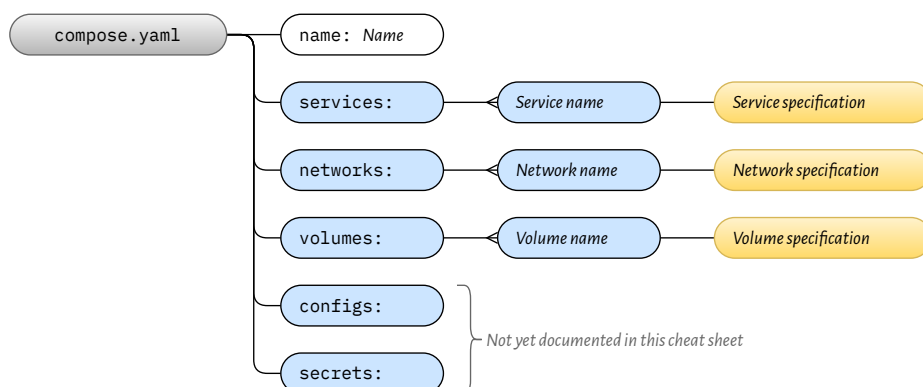 compose.yaml
name: Name
services:
Service name
Service specification
networks:
Network name
Network specification
volumes:
Volume name
Volume specification
configs:
Not yet documented in this cheat sheet
secrets: